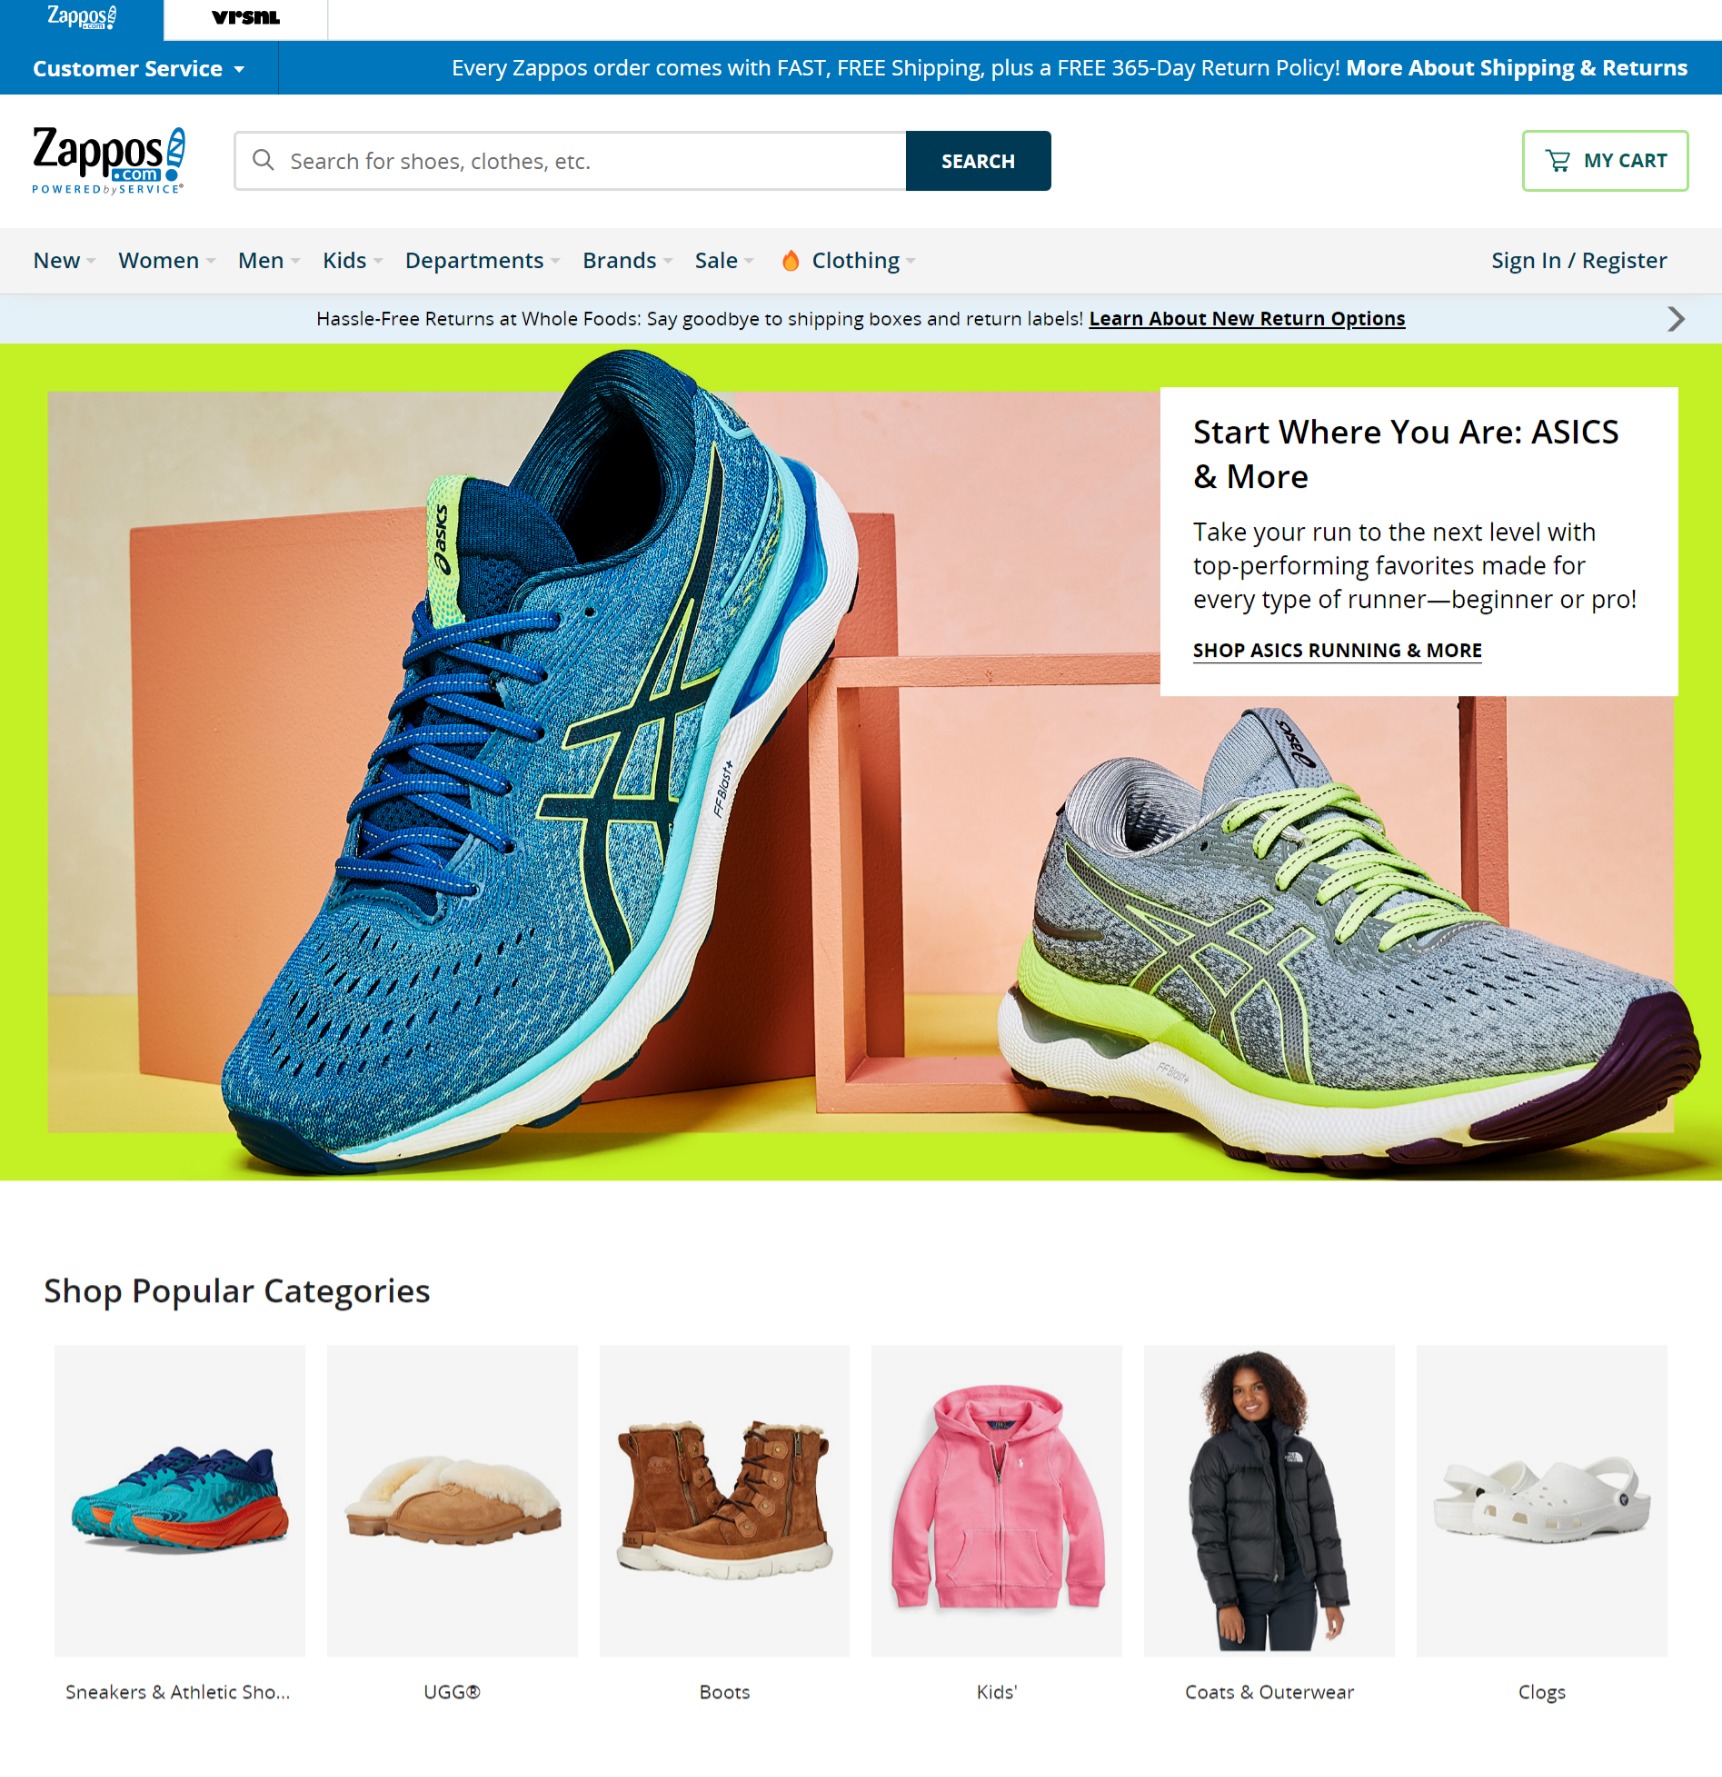 Zappos
.com
vrsnl
Customer Service
Every Zappos order comes with FAST, FREE Shipping, plus a FREE 365-Day Return Policy! More About Shipping & Returns
Zappos
.com
POWERED by SERVICE®
Search for shoes, clothes, etc.
SEARCH
MY CART
New
Women
Men
Kids
Departments
Brands
Sale
Clothing
Sign In / Register
Hassle-Free Returns at Whole Foods: Say goodbye to shipping boxes and return labels! Learn About New Return Options
Start Where You Are: ASICS
& More
Take your run to the next level with
top-performing favorites made for
every type of runner—beginner or pro!
SHOP ASICS RUNNING & MORE
asics
FFBlast+
asics
FFBlast+
Shop Popular Categories
Sneakers & Athletic Sho...
UGG®
Boots
Kids'
Coats & Outerwear
Clogs